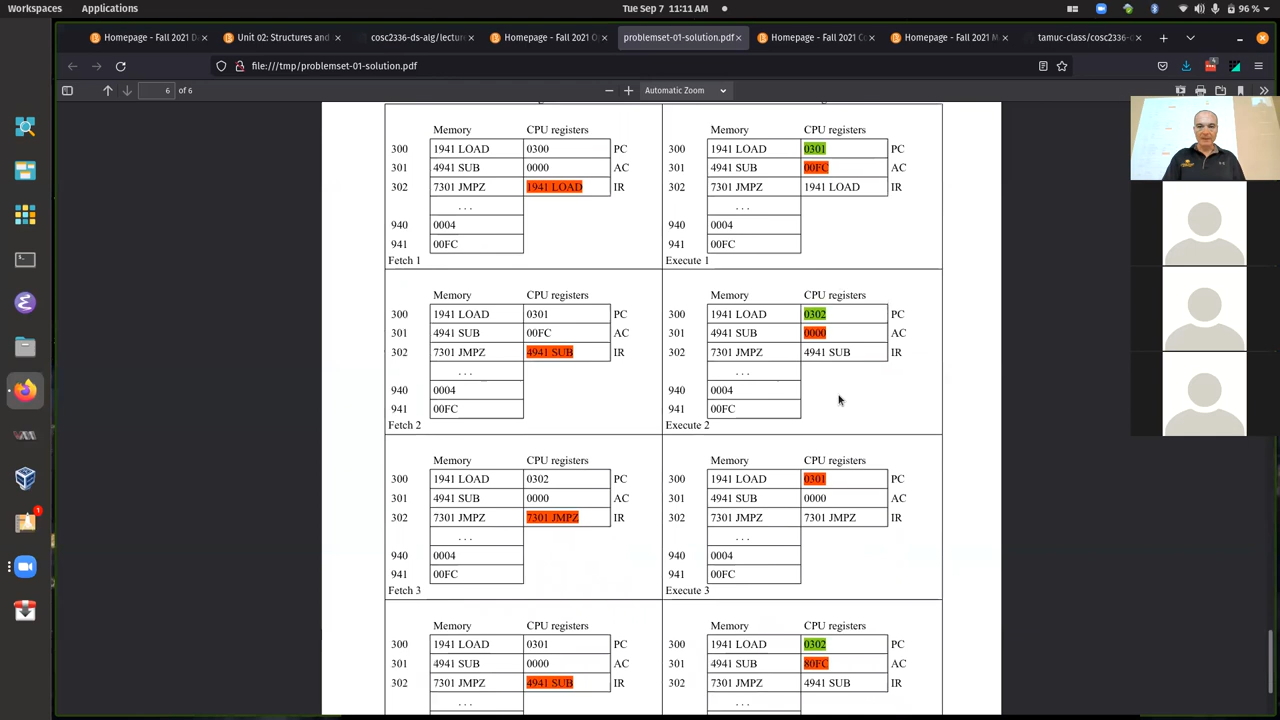 Workspaces Applications Tue Sep 7 11:11 AM 96 %
Homepage - Fall 2021 D Unit 02: Structures and cosc2336-ds-alg/lecture Homepage - Fall 2021 O problemset-01-solution.pdf Homepage - Fall 2021 C Homepage - Fall 2021 M tamuc-class/cosc2336-d
file:///tmp/problemset-01-solution.pdf
6 of 6 Automatic Zoom
Memory CPU registers Memory CPU registers
300 1941 LOAD 0300 PC 300 1941 LOAD 0301 PC
301 4941 SUB 0000 AC 301 4941 SUB 00FC AC
302 7301 JMPZ 1941 LOAD IR 302 7301 JMPZ 1941 LOAD IR
. . . . . .
940 0004 940 0004
941 00FC 941 00FC
Fetch 1 Execute 1
Memory CPU registers Memory CPU registers
300 1941 LOAD 0301 PC 300 1941 LOAD 0302 PC
301 4941 SUB 00FC AC 301 4941 SUB 0000 AC
302 7301 JMPZ 4941 SUB IR 302 7301 JMPZ 4941 SUB IR
. . . . . .
940 0004 940 0004
941 00FC 941 00FC
Fetch 2 Execute 2
Memory CPU registers Memory CPU registers
300 1941 LOAD 0302 PC 300 1941 LOAD 0301 PC
301 4941 SUB 0000 AC 301 4941 SUB 0000 AC
302 7301 JMPZ 7301 JMPZ IR 302 7301 JMPZ 7301 JMPZ IR
. . . . . .
940 0004 940 0004
941 00FC 941 00FC
Fetch 3 Execute 3
Memory CPU registers Memory CPU registers
300 1941 LOAD 0301 PC 300 1941 LOAD 0302 PC
301 4941 SUB 0000 AC 301 4941 SUB 80FC AC
302 7301 JMPZ 4941 SUB IR 302 7301 JMPZ 4941 SUB IR
. . . . . .